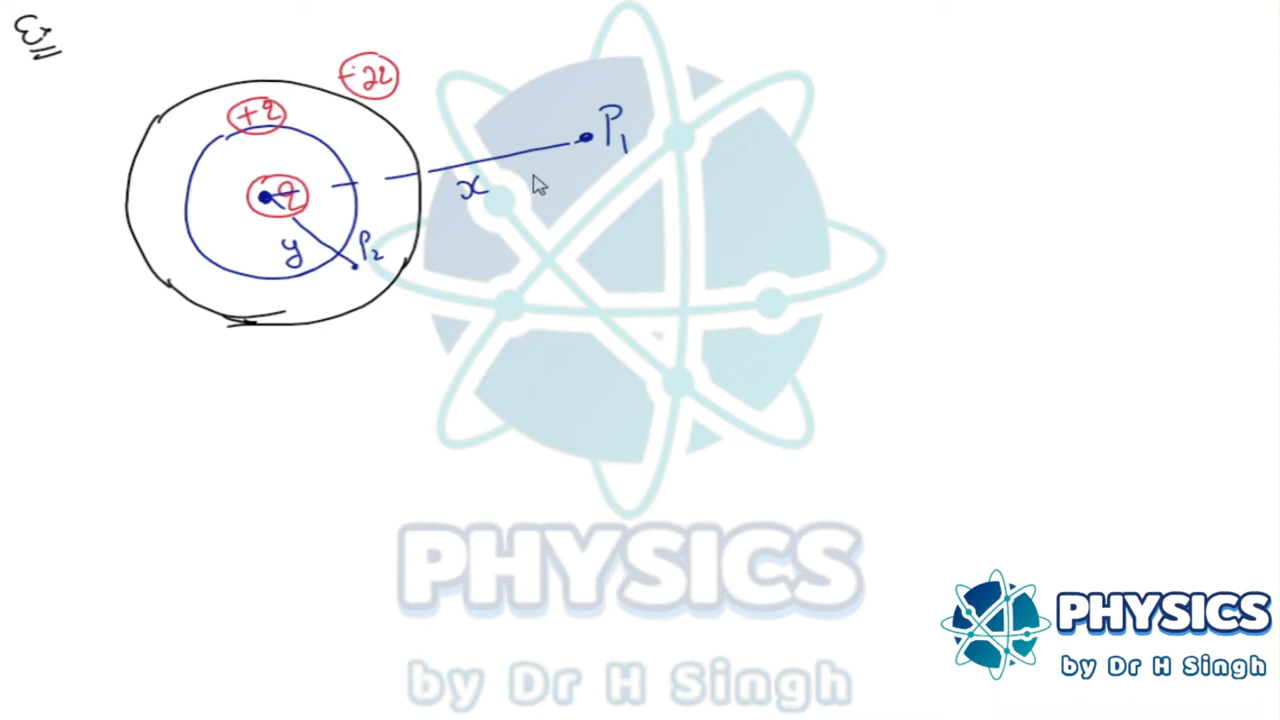 -2q
+q
P₁
q
x
P₂
y
PHYSICS
by Dr H Singh
PHYSICS
by Dr H Singh